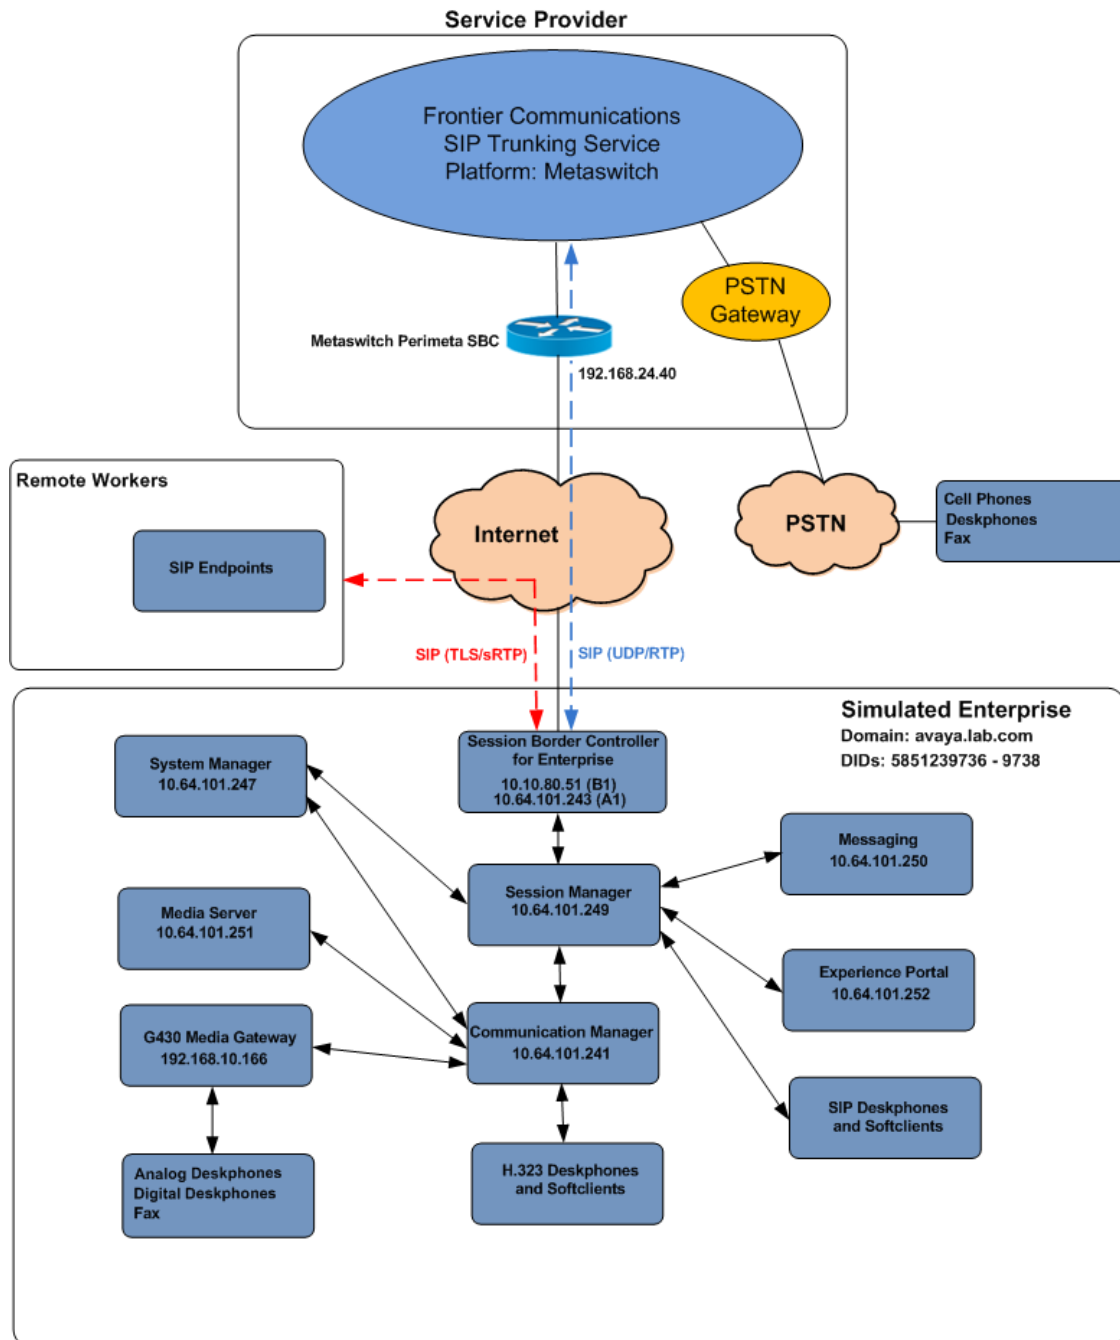 Service Provider
Frontier Communications
SIP Trunking Service
Platform: Metaswitch
PSTN
Gateway
Metaswitch Perimeta SBC
192.168.24.40
Remote Workers
SIP Endpoints
Internet
PSTN
Cell Phones
Deskphones
Fax
SIP (TLS/sRTP)
SIP (UDP/RTP)
Simulated Enterprise
Domain: avaya.lab.com
DIDs: 5851239736 - 9738
Session Border Controller
for Enterprise
10.10.80.51 (B1)
10.64.101.243 (A1)
System Manager
10.64.101.247
Messaging
10.64.101.250
Session Manager
10.64.101.249
Media Server
10.64.101.251
Experience Portal
10.64.101.252
G430 Media Gateway
192.168.10.166
Communication Manager
10.64.101.241
SIP Deskphones
and Softclients
Analog Deskphones
Digital Deskphones
Fax
H.323 Deskphones
and Softclients